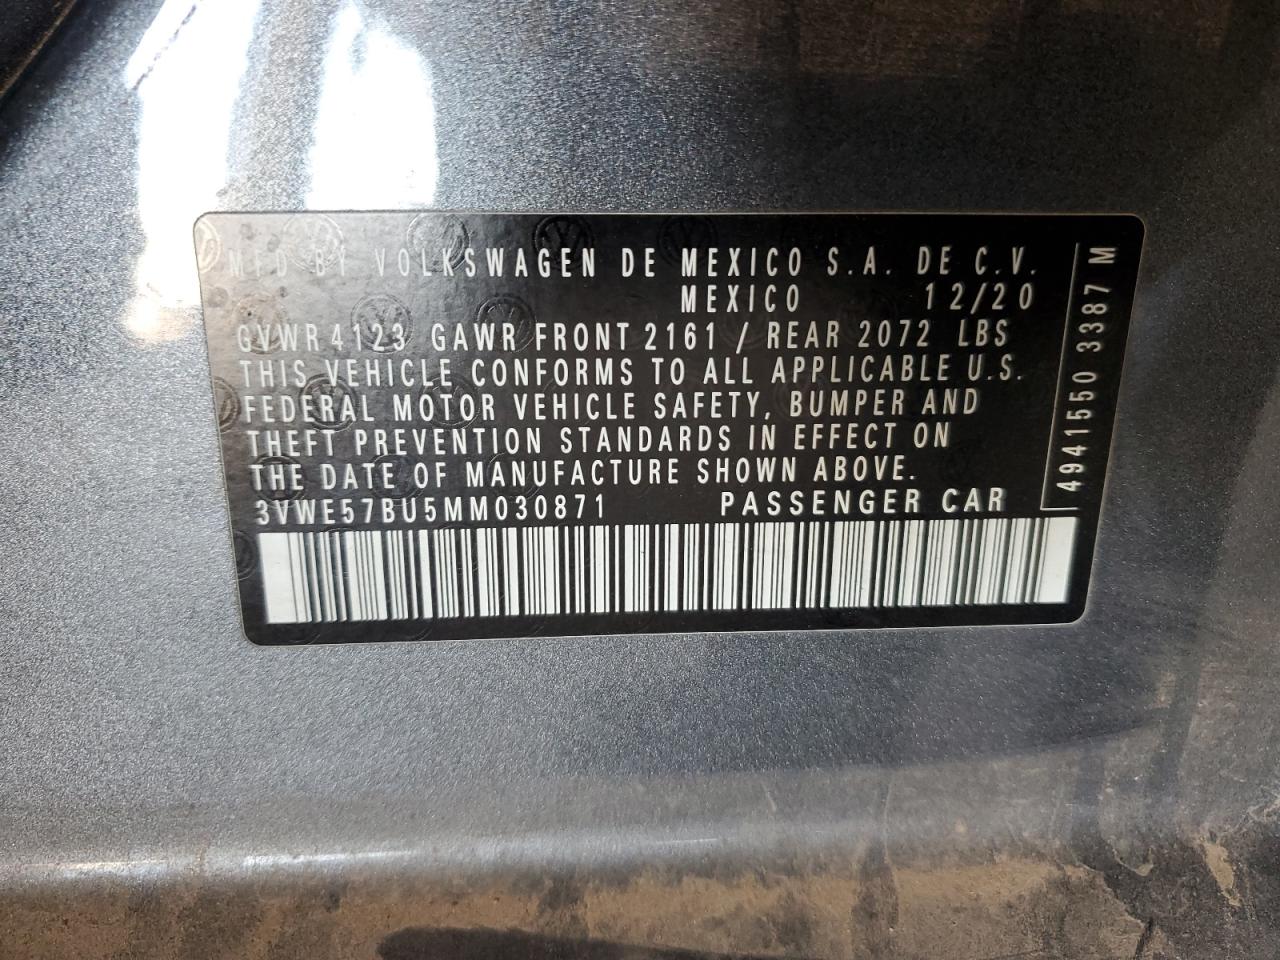 MFD BY VOLKSWAGEN DE MEXICO S.A. DE C.V.
MEXICO 12/20
GVWR 4123 GAWR FRONT 2161 / REAR 2072 LBS
THIS VEHICLE CONFORMS TO ALL APPLICABLE U.S.
FEDERAL MOTOR VEHICLE SAFETY, BUMPER AND
THEFT PREVENTION STANDARDS IN EFFECT ON
THE DATE OF MANUFACTURE SHOWN ABOVE.
3VWE57BU5MM030871 PASSENGER CAR
4941550 3387 M